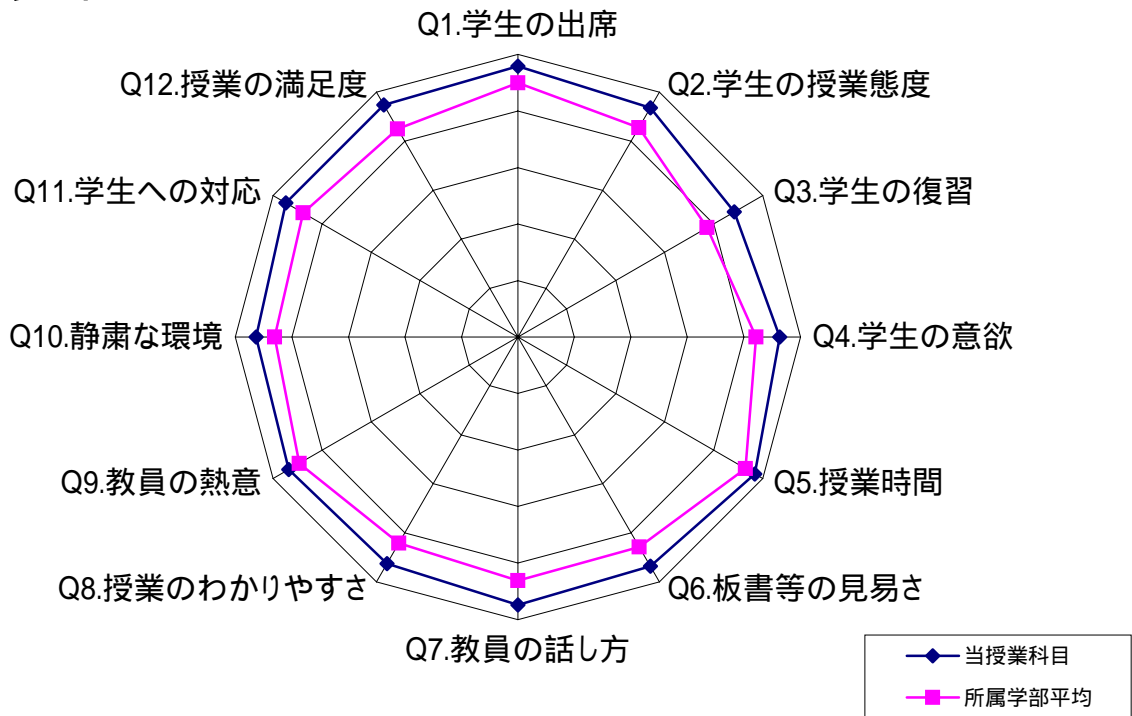 Q1.学生の出席
Q2.学生の授業態度
Q3.学生の復習
Q4.学生の意欲
Q5.授業時間
Q6.板書等の見易さ
Q7.教員の話し方
Q8.授業のわかりやすさ
Q9.教員の熱意
Q10.静粛な環境
Q11.学生への対応
Q12.授業の満足度
当授業科目
所属学部平均